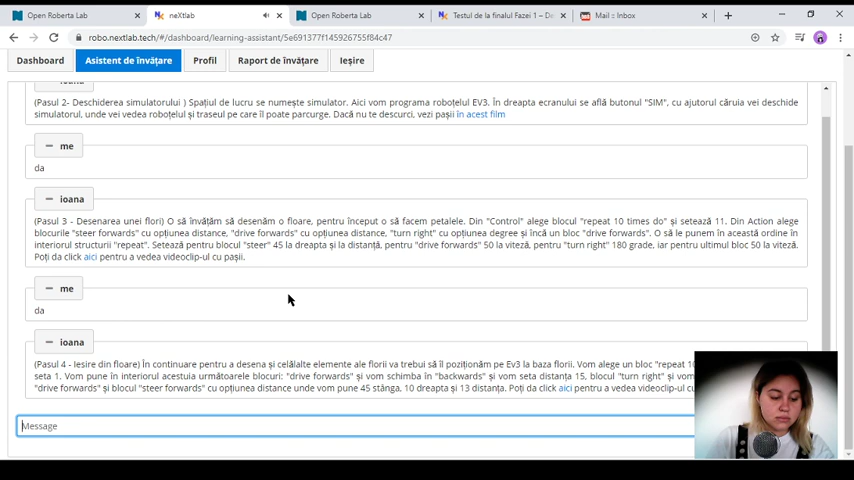 Open Roberta Lab
neXtlab
Open Roberta Lab
Testul de la finalul Fazei 1 – De
Mail :: Inbox
robo.nextlab.tech/#/dashboard/learning-assistant/5e691377f145926755f84c47
Dashboard
Asistent de învățare
Profil
Raport de învățare
Ieșire
(Pasul 2- Deschiderea simulatorului ) Spațiul de lucru se numește simulator. Aici vom programa roboțelul EV3. În dreapta ecranului se află butonul "SIM", cu ajutorul căruia vei deschide
simulatorul, unde vei vedea roboțelul și traseul pe care îl poate parcurge. Dacă nu te descurci, vezi pașii în acest film
me
da
ioana
(Pasul 3 - Desenarea unei flori) O să învățăm să desenăm o floare, pentru început o să facem petalele. Din "Control" alege blocul "repeat 10 times do" și setează 11. Din Action alege
blocurile "steer forwards" cu opțiunea distance, "drive forwards" cu opțiunea distance, "turn right" cu opțiunea degree și încă un bloc "drive forwards". O să le punem în această ordine în
interiorul structurii "repeat". Setează pentru blocul "steer" 45 la dreapta și la distanță, pentru "drive forwards" 50 la viteză, pentru "turn right" 180 grade, iar pentru ultimul bloc 50 la viteză.
Poți da click aici pentru a vedea videoclip-ul cu pașii.
me
da
ioana
(Pasul 4 - Iesire din floare) În continuare pentru a desena și celălalte elemente ale florii va trebui să îl poziționăm pe Ev3 la baza florii. Vom alege un bloc "repeat 10
seta 1. Vom pune în interiorul acestuia următoarele blocuri: "drive forwards" și vom schimba în "backwards" și vom seta distanța 15, blocul "turn right" și vom
"drive forwards" și blocul "steer forwards" cu opțiunea distance unde vom pune 45 stânga, 10 dreapta și 13 distanța. Poți da click aici pentru a vedea videoclip-ul cu
Message